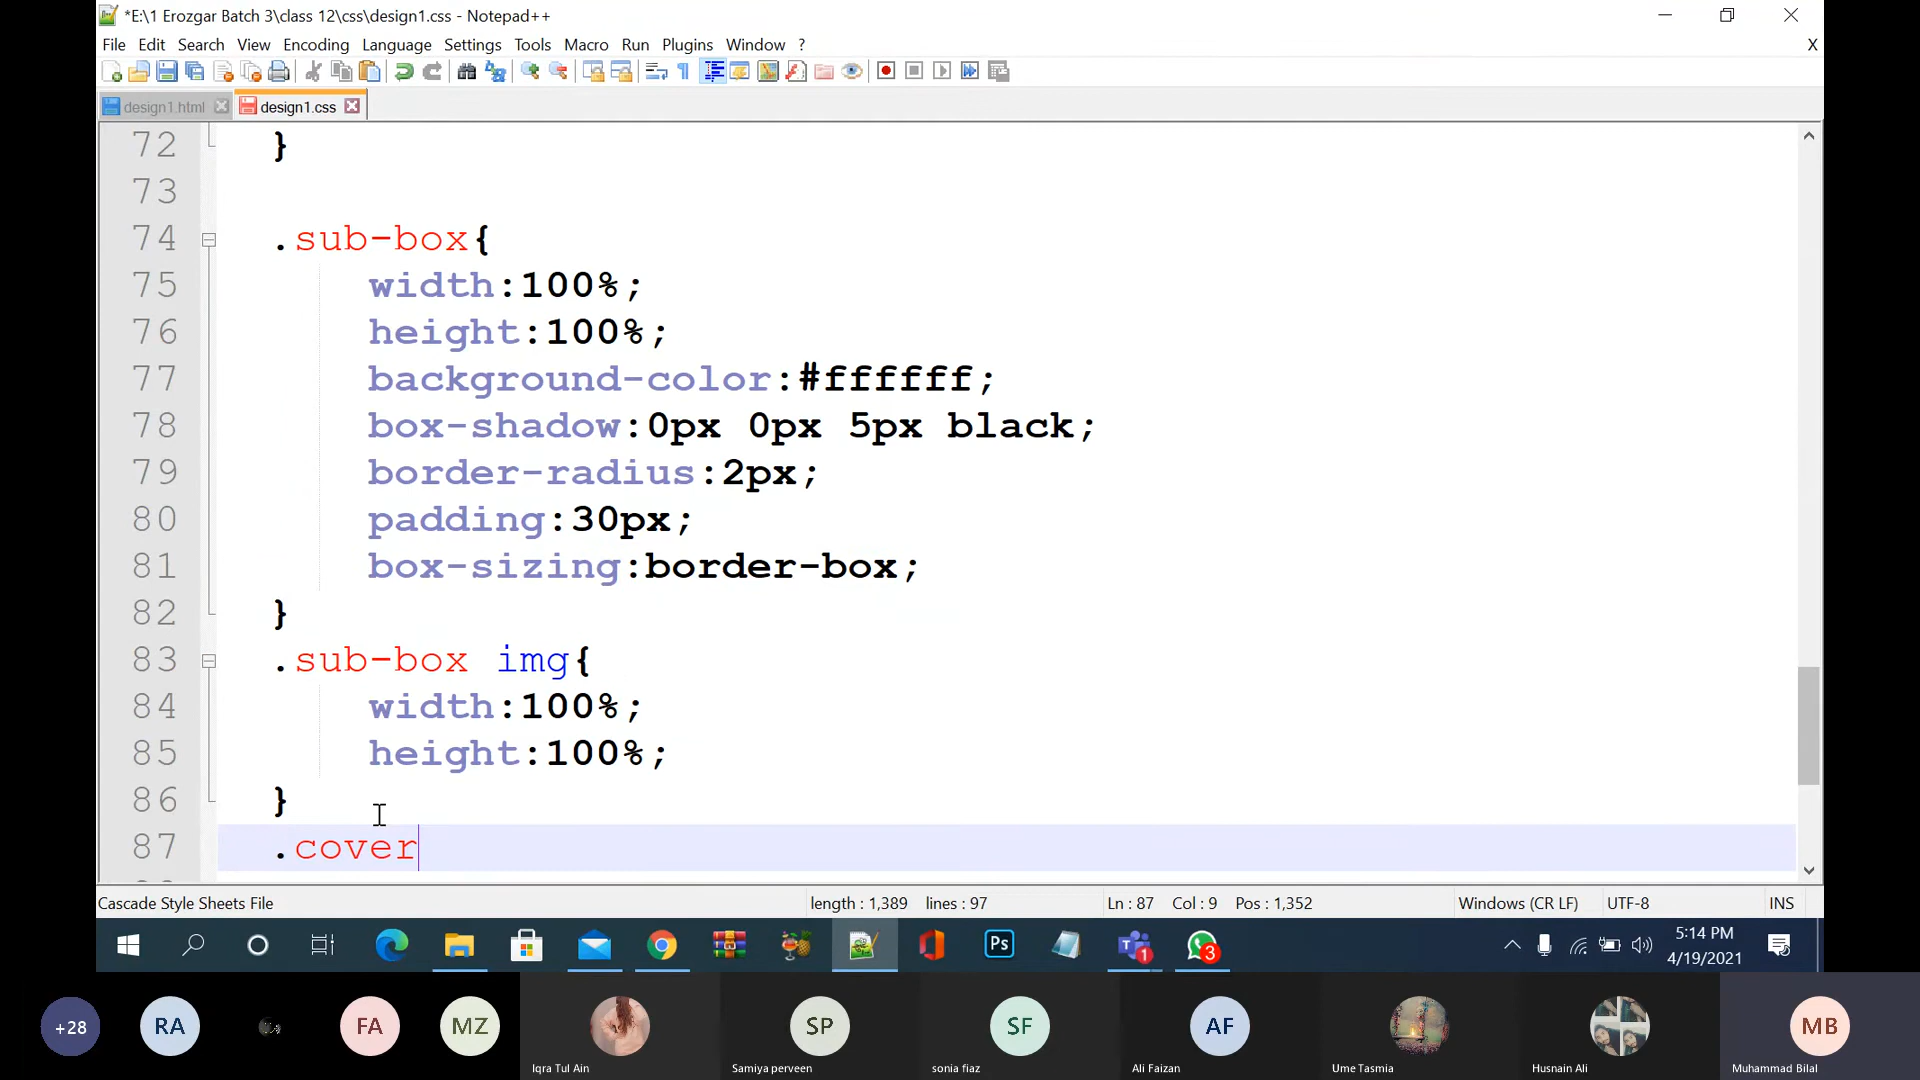 *E:\1 Erozgar Batch 3\class 12\css\design1.css - Notepad++
File Edit Search View Encoding Language Settings Tools Macro Run Plugins Window ? X
design1.html design1.css
72 }
73
74 .sub-box{
75 width:100%;
76 height:100%;
77 background-color:#ffffff;
78 box-shadow:0px 0px 5px black;
79 border-radius:2px;
80 padding:30px;
81 box-sizing:border-box;
82 }
83 .sub-box img{
84 width:100%;
85 height:100%;
86 }
87 .cover
Cascade Style Sheets File length : 1,389 lines : 97 Ln : 87 Col : 9 Pos : 1,352 Windows (CR LF) UTF-8 INS
Ps 1 3 5:14 PM
4/19/2021
+28 RA FA MZ SP SF AF MB
Iqra Tul Ain Samiya perveen sonia fiaz Ali Faizan Ume Tasmia Husnain Ali Muhammad Bilal